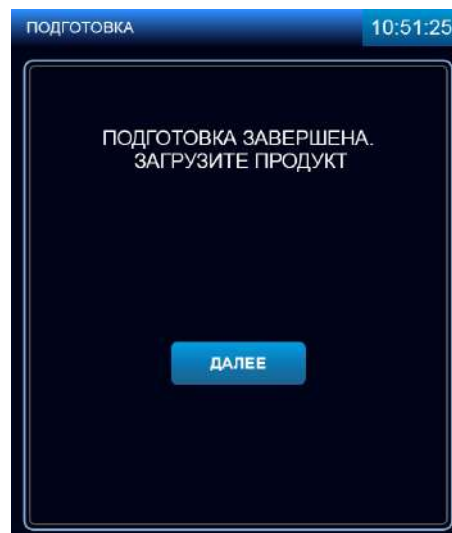 ПОДГОТОВКА 10:51:25
ПОДГОТОВКА ЗАВЕРШЕНА.
ЗАГРУЗИТЕ ПРОДУКТ
ДАЛЕЕ